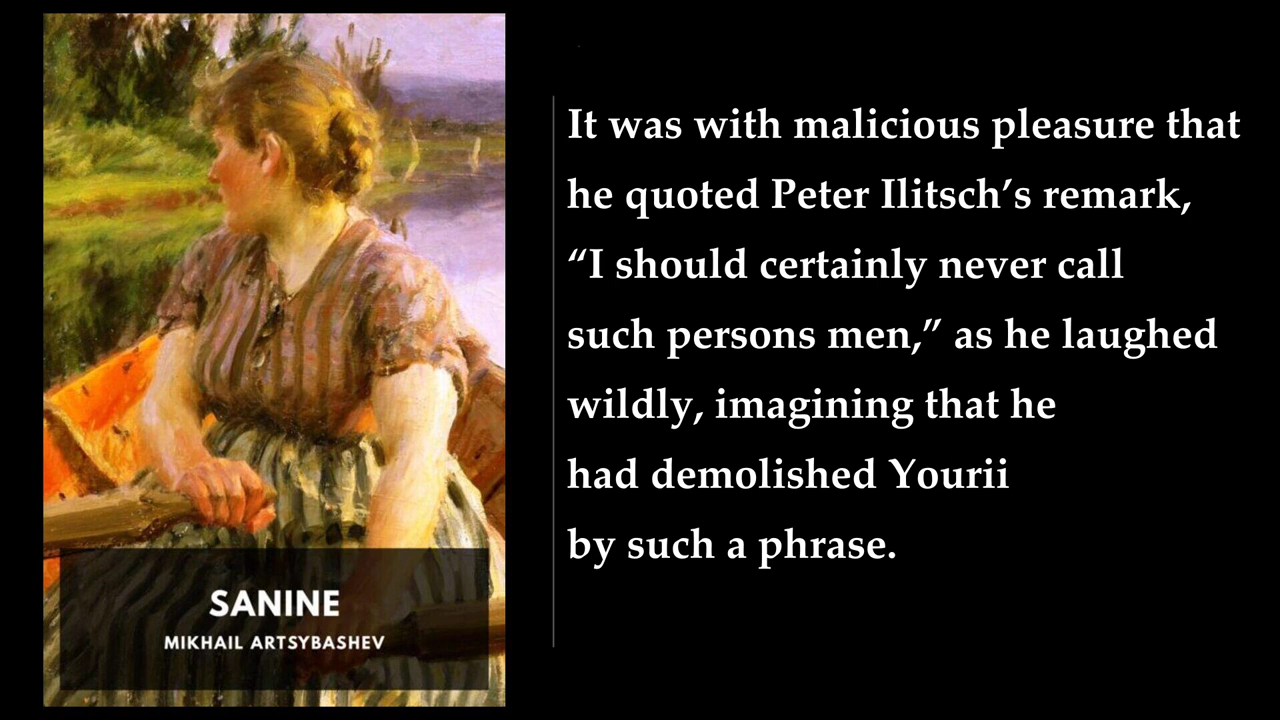 SANINE
MIKHAIL ARTSYBASHEV
It was with malicious pleasure that
he quoted Peter Ilitsch’s remark,
“I should certainly never call
such persons men,” as he laughed
wildly, imagining that he
had demolished Yourii
by such a phrase.